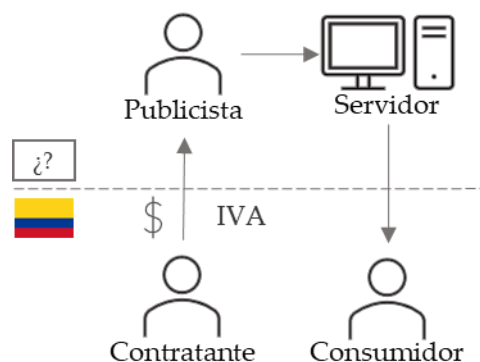 Publicista
Servidor
¿?
$ IVA
Contratante
Consumidor